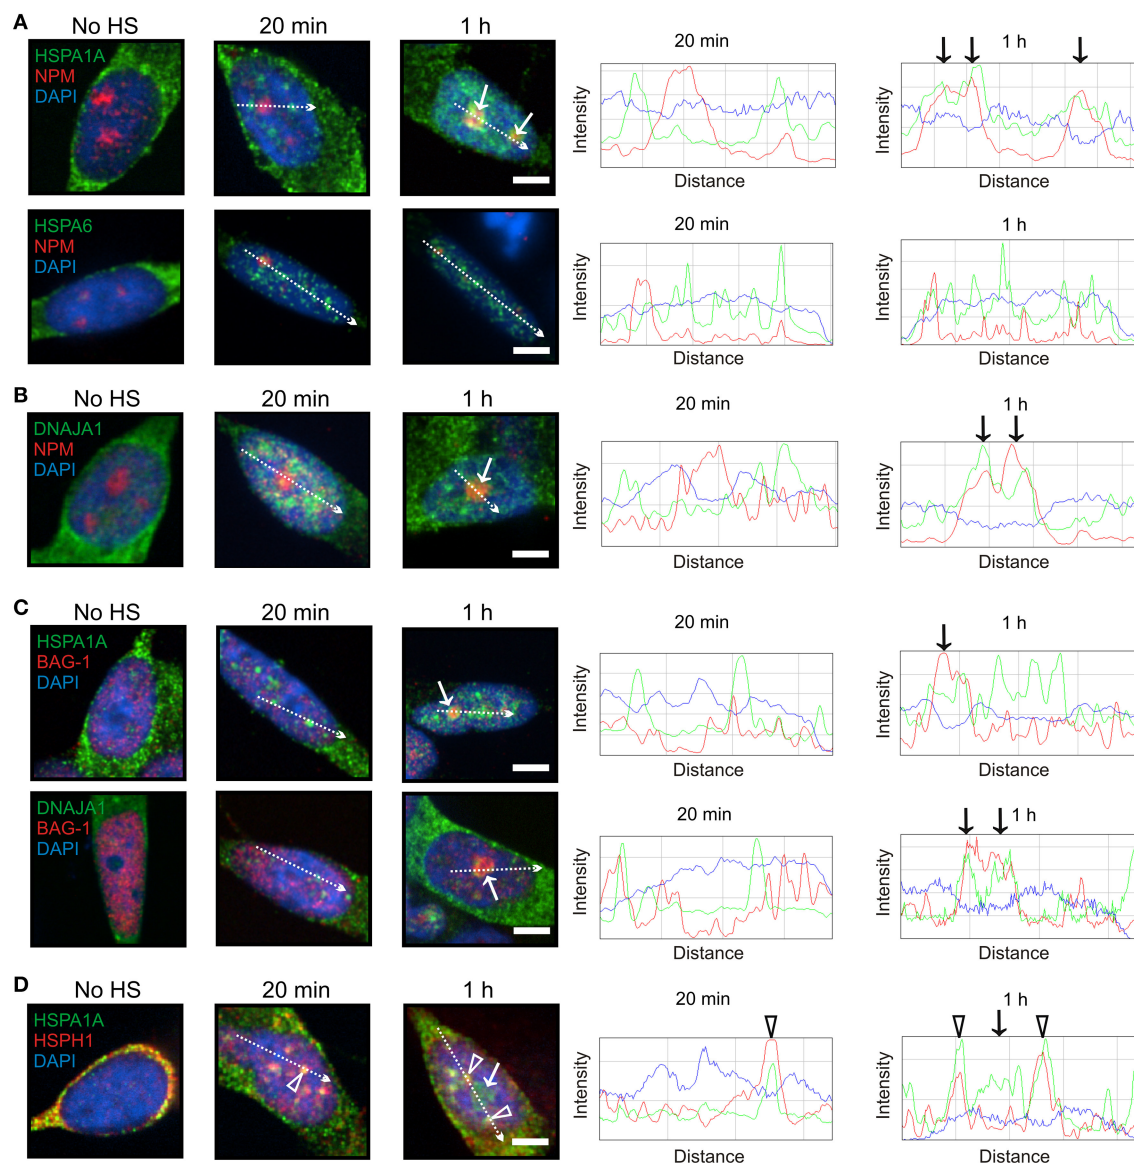 A
No HS
20 min
1 h
20 min
1 h
HSPA1A
NPM
DAPI
Intensity
Distance
Intensity
Distance
HSPA6
NPM
DAPI
20 min
1 h
Intensity
Distance
Intensity
Distance
B
No HS
20 min
1 h
20 min
1 h
DNAJA1
NPM
DAPI
Intensity
Distance
Intensity
Distance
C
No HS
20 min
1 h
20 min
1 h
HSPA1A
BAG-1
DAPI
Intensity
Distance
Intensity
Distance
DNAJA1
BAG-1
DAPI
20 min
1 h
Intensity
Distance
Intensity
Distance
D
No HS
20 min
1 h
20 min
1 h
HSPA1A
HSPH1
DAPI
Intensity
Distance
Intensity
Distance